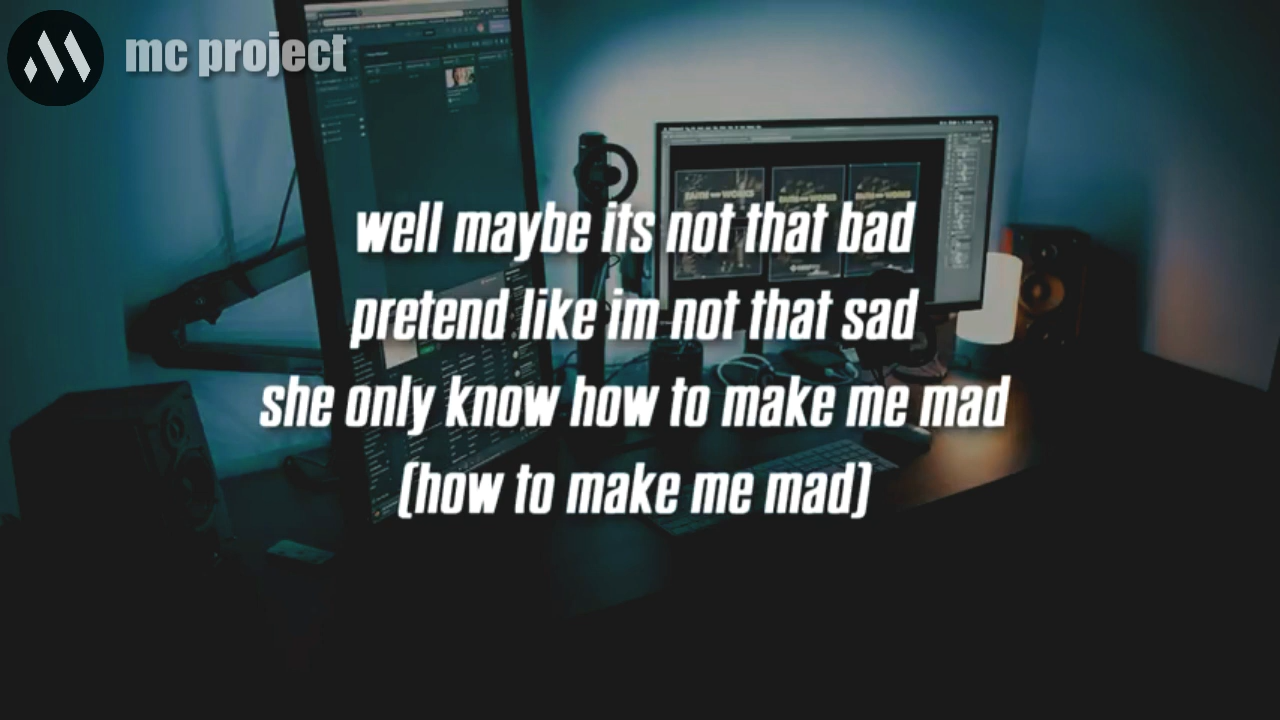 mc project
well maybe its not that bad
pretend like im not that sad
she only know how to make me mad
(how to make me mad)